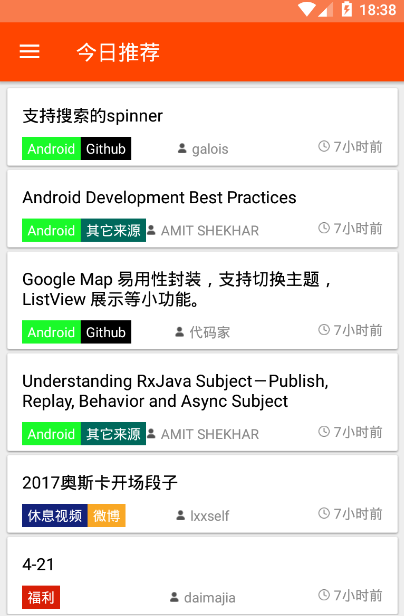 18:38
今日推荐
支持搜索的spinner
Android Github galois 7小时前
Android Development Best Practices
Android 其它来源 AMIT SHEKHAR 7小时前
Google Map 易用性封装，支持切换主题，
ListView 展示等小功能。
Android Github 代码家 7小时前
Understanding RxJava Subject—Publish,
Replay, Behavior and Async Subject
Android 其它来源 AMIT SHEKHAR 7小时前
2017奥斯卡开场段子
休息视频 微博 lxxself 7小时前
4-21
福利 daimajia 7小时前